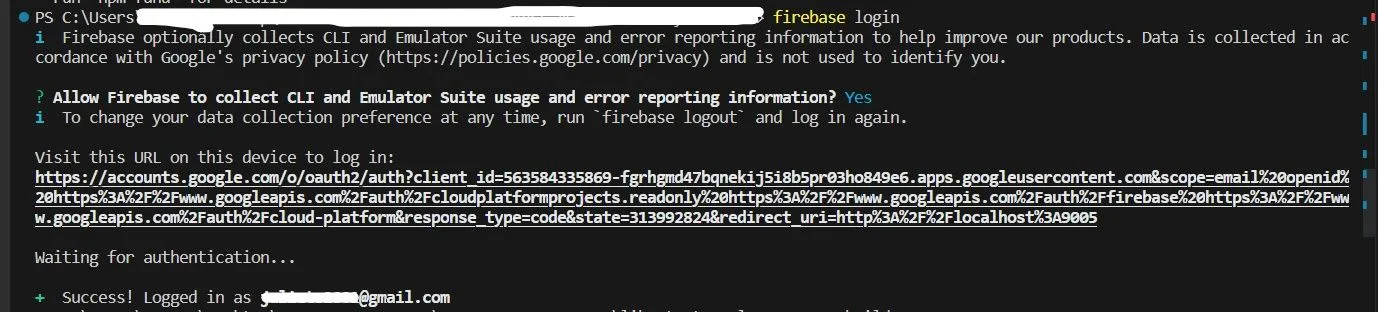 PS C:\Users\ > firebase login
i Firebase optionally collects CLI and Emulator Suite usage and error reporting information to help improve our products. Data is collected in ac
cordance with Google's privacy policy (https://policies.google.com/privacy) and is not used to identify you.
? Allow Firebase to collect CLI and Emulator Suite usage and error reporting information? Yes
i To change your data collection preference at any time, run `firebase logout` and log in again.
Visit this URL on this device to log in:
https://accounts.google.com/o/oauth2/auth?client_id=563584335869-fgrhgmd47bqnekij5i8b5pr03ho849e6.apps.googleusercontent.com&scope=email%20openid%
20https%3A%2F%2Fwww.googleapis.com%2Fauth%2Fcloudplatformprojects.readonly%20https%3A%2F%2Fwww.googleapis.com%2Fauth%2Ffirebase%20https%3A%2F%2Fww
w.googleapis.com%2Fauth%2Fcloud-platform&response_type=code&state=313992824&redirect_uri=http%3A%2F%2Flocalhost%3A9005
Waiting for authentication...
+ Success! Logged in as @gmail.com